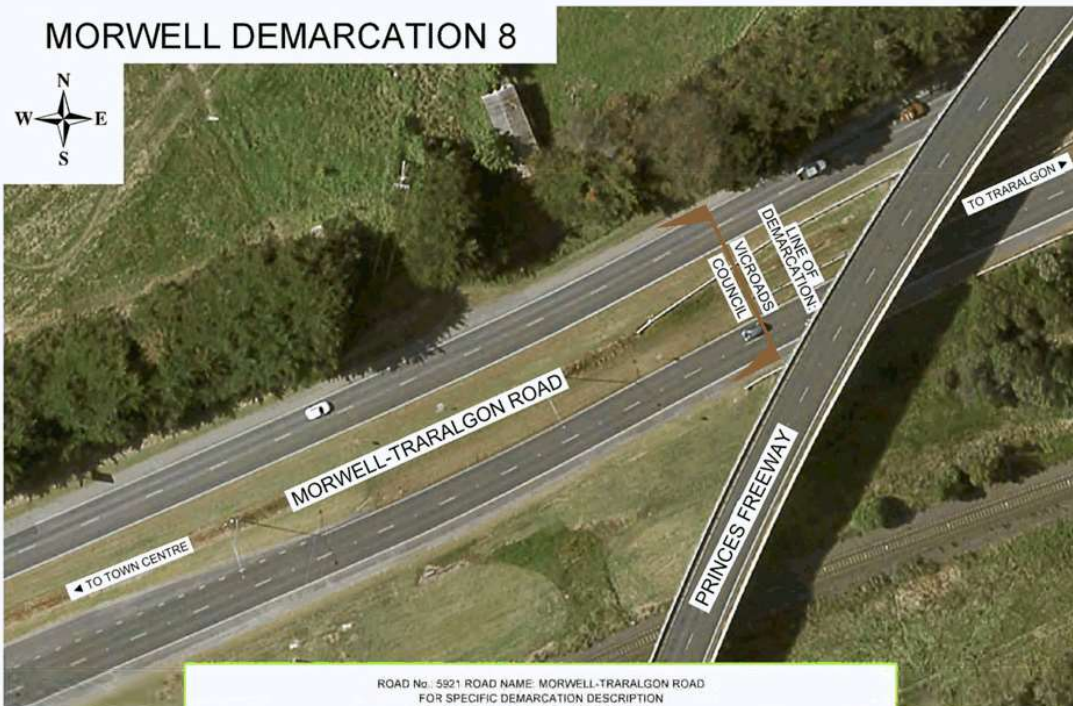 MORWELL DEMARCATION 8
N
W E
S
TO TRARALGON ►
LINE OF
DEMARCATION:
VICROADS
COUNCIL
MORWELL-TRARALGON ROAD
PRINCES FREEWAY
◄ TO TOWN CENTRE
ROAD No.: 5921 ROAD NAME: MORWELL-TRARALGON ROAD
FOR SPECIFIC DEMARCATION DESCRIPTION